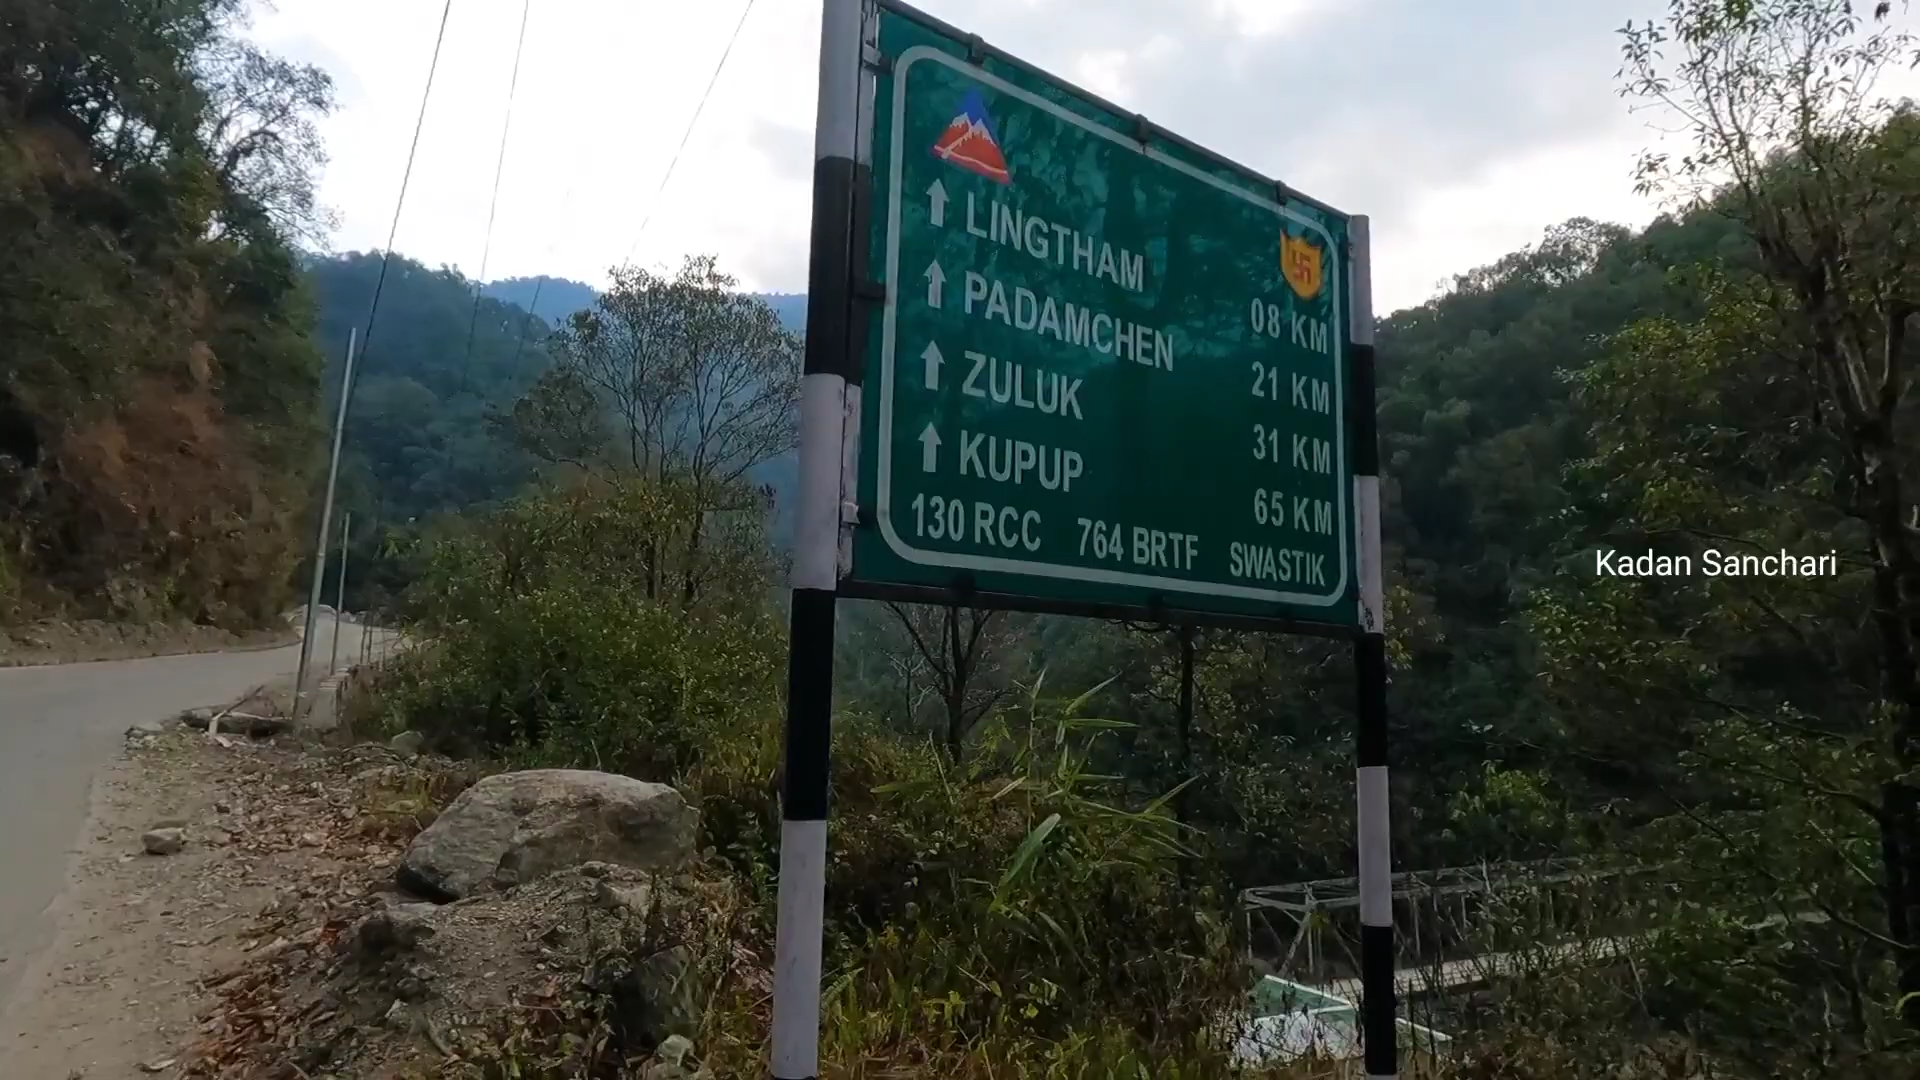 LINGTHAM 08 KM
PADAMCHEN 21 KM
ZULUK 31 KM
KUPUP 65 KM
130 RCC 764 BRTF SWASTIK
Kadan Sanchari